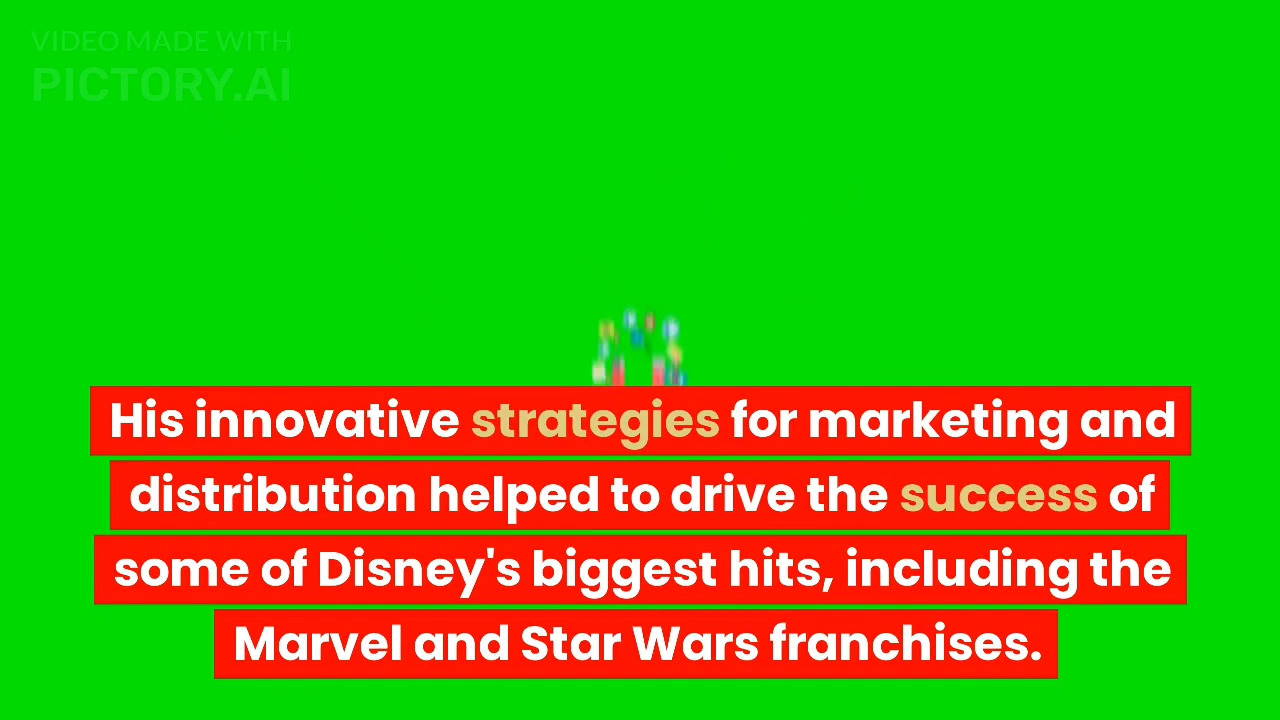 VIDEO MADE WITH
PICTORY.AI
His innovative strategies for marketing and
distribution helped to drive the success of
some of Disney's biggest hits, including the
Marvel and Star Wars franchises.